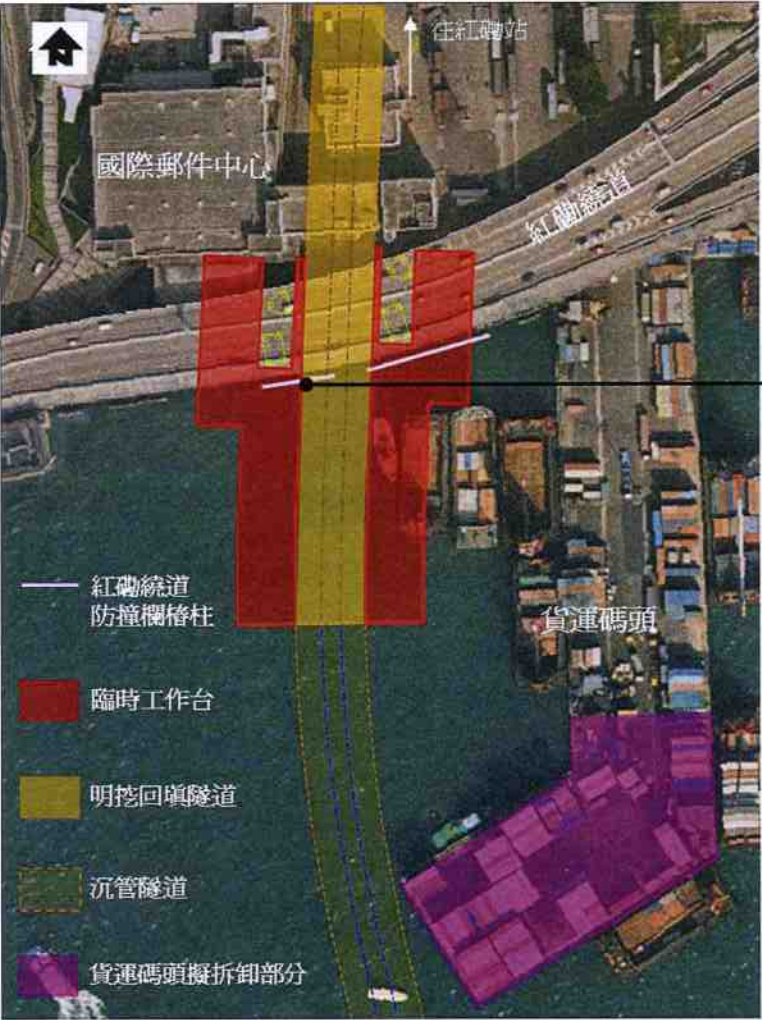 N
往紅磡站
國際郵件中心
紅磡繞道
紅磡繞道
防撞欄樁柱
貨運碼頭
臨時工作台
明挖回填隧道
沉管隧道
貨運碼頭擬拆卸部分